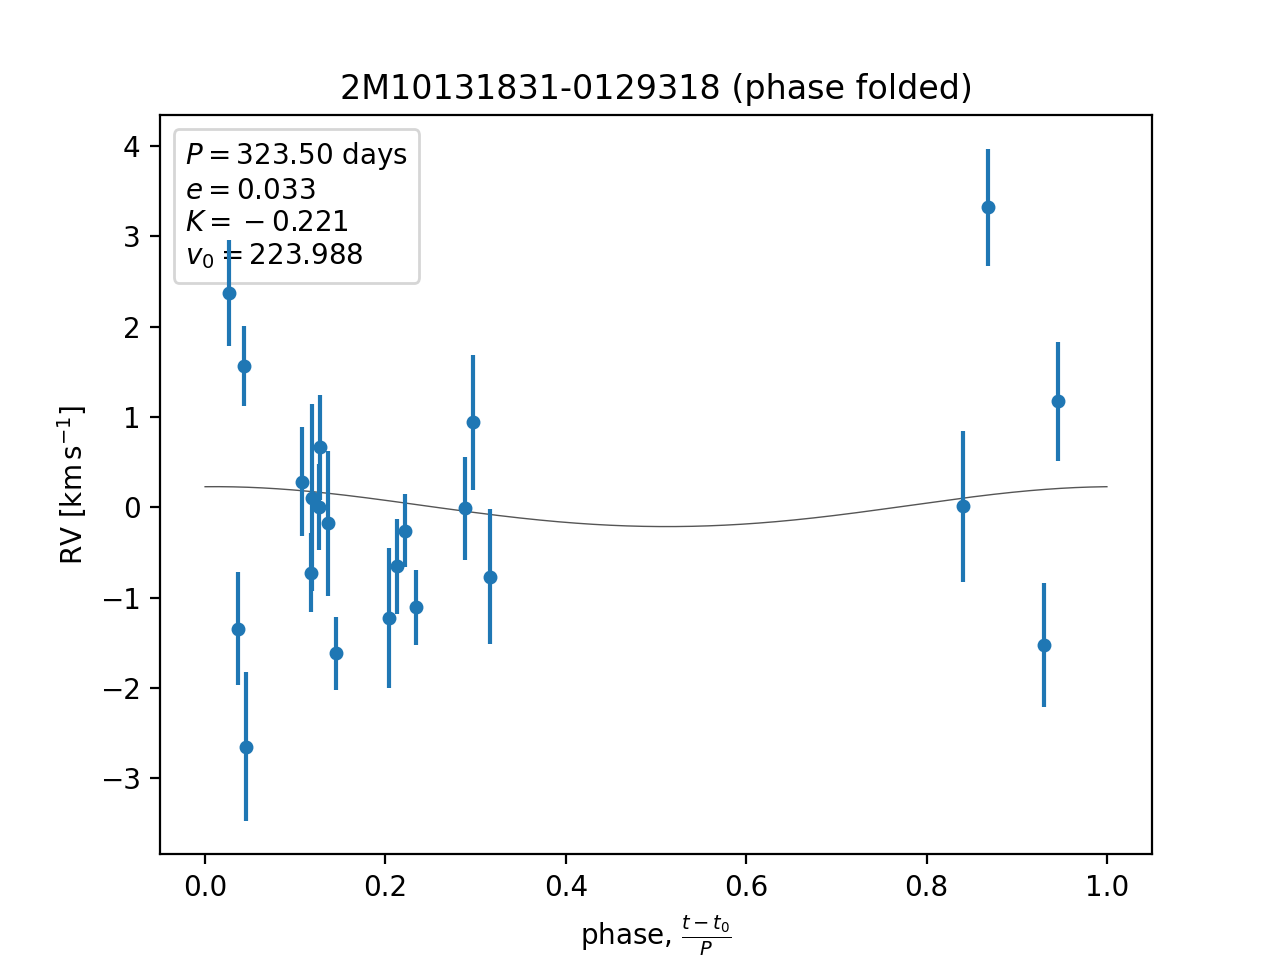 2M10131831-0129318 (phase folded)
P = 323.50 days
e = 0.033
K = −0.221
v₀ = 223.988
4
3
2
1
0
−1
−2
−3
RV [km s⁻¹]
0.0 0.2 0.4 0.6 0.8 1.0
phase, (t − t₀)/P